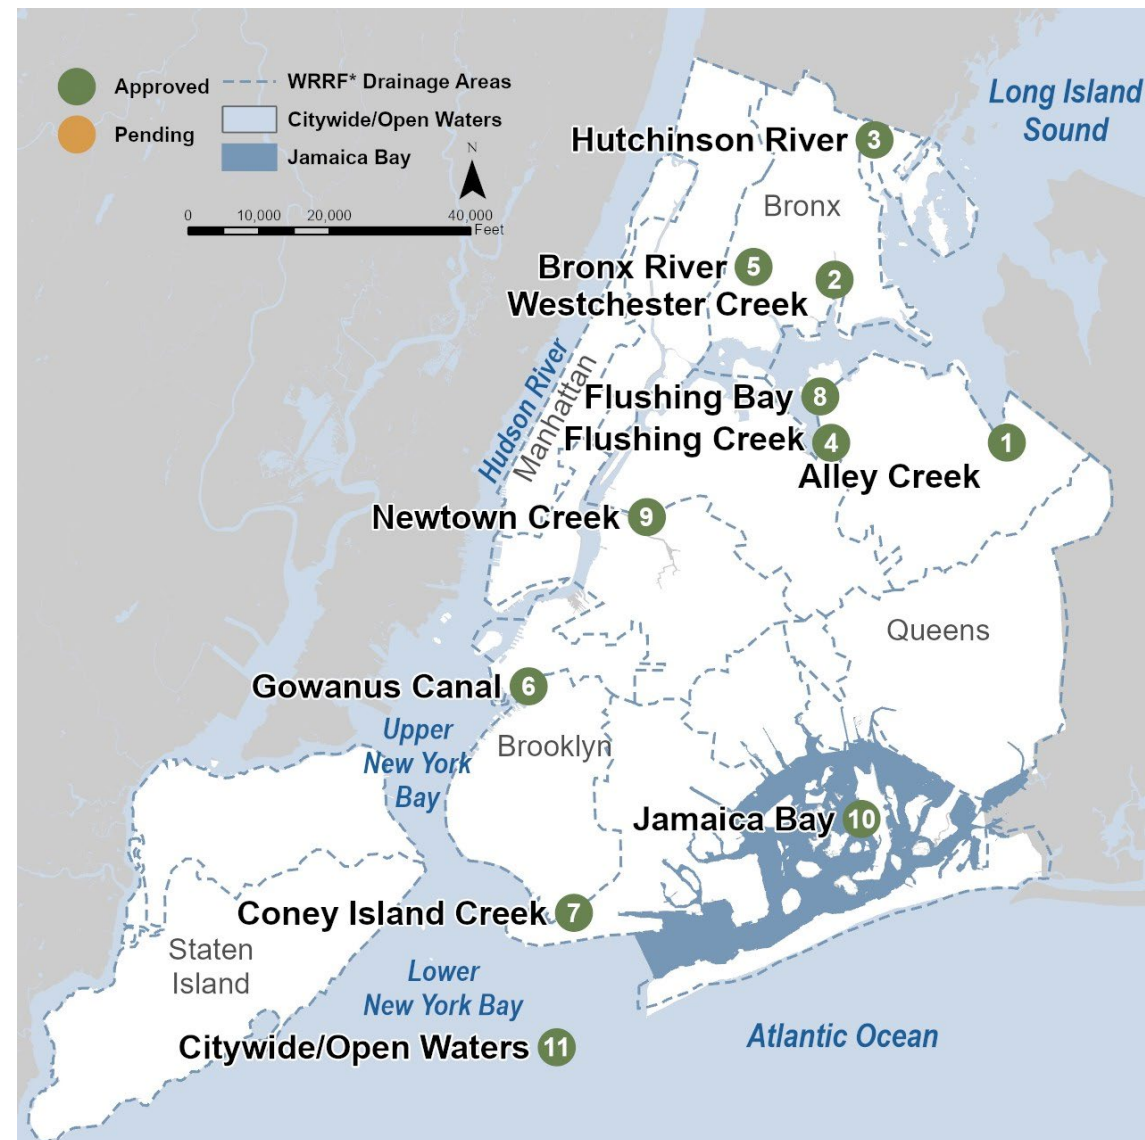 Approved
Pending
WRRF* Drainage Areas
Citywide/Open Waters
Jamaica Bay
N
0 10,000 20,000 40,000
Feet
Long Island
Sound
Hutchinson River 3
Bronx
Bronx River 5
2
Westchester Creek
Hudson River
Manhattan
Flushing Bay 8
Flushing Creek 4
1
Alley Creek
Newtown Creek 9
Queens
Gowanus Canal 6
Upper
New York
Bay
Brooklyn
Jamaica Bay 10
Coney Island Creek 7
Staten
Island
Lower
New York Bay
Citywide/Open Waters 11
Atlantic Ocean